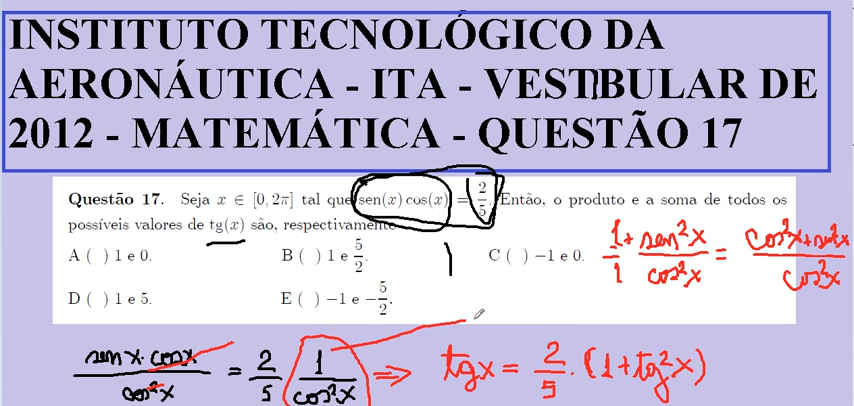 INSTITUTO TECNOLÓGICO DA
AERONÁUTICA - ITA - VESTIBULAR DE
2012 - MATEMÁTICA - QUESTÃO 17
Questão 17. Seja x ∈ [0, 2π] tal que sen(x) cos(x) = 2/5. Então, o produto e a soma de todos os
possíveis valores de tg(x) são, respectivamente
A ( ) 1 e 0. B ( ) 1 e 5/2. C ( ) −1 e 0.
D ( ) 1 e 5. E ( ) −1 e −5/2.
1/1 + sen²x/cos²x = cos²x+sen²x/cos²x
senx·cosx/cos²x = 2/5 1/cos²x ⇒ tgx = 2/5·(1+tg²x)